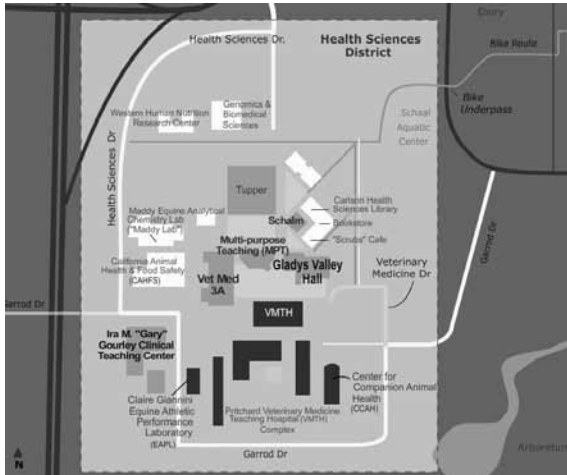 Dairy
Health Sciences Dr.
Health Sciences
District
Bike Route
Genomics &
Biomedical
Sciences
Western Human Nutrition
Research Center
Bike
Underpass
Schaal
Aquatic
Center
Health Sciences Dr
Tupper
Carlson Health
Sciences Library
Maddy Equine Analytical
Chemistry Lab
("Maddy Lab")
Schalm
Bookstore
"Scrubs" Cafe
Multi-purpose
Teaching (MPT)
Gladys Valley
Hall
California Animal
Health & Food Safety
(CAHFS)
Vet Med
3A
Veterinary
Medicine Dr
Garrod Dr
Garrod Dr
VMTH
Ira M. "Gary"
Gourley Clinical
Teaching Center
Center for
Companion Animal
Health
(CCAH)
Claire Giannini
Equine Athletic
Performance
Laboratory
(EAPL)
Pritchard Veterinary Medicine
Teaching Hospital (VMTH)
Complex
Garrod Dr
Arboretum
N